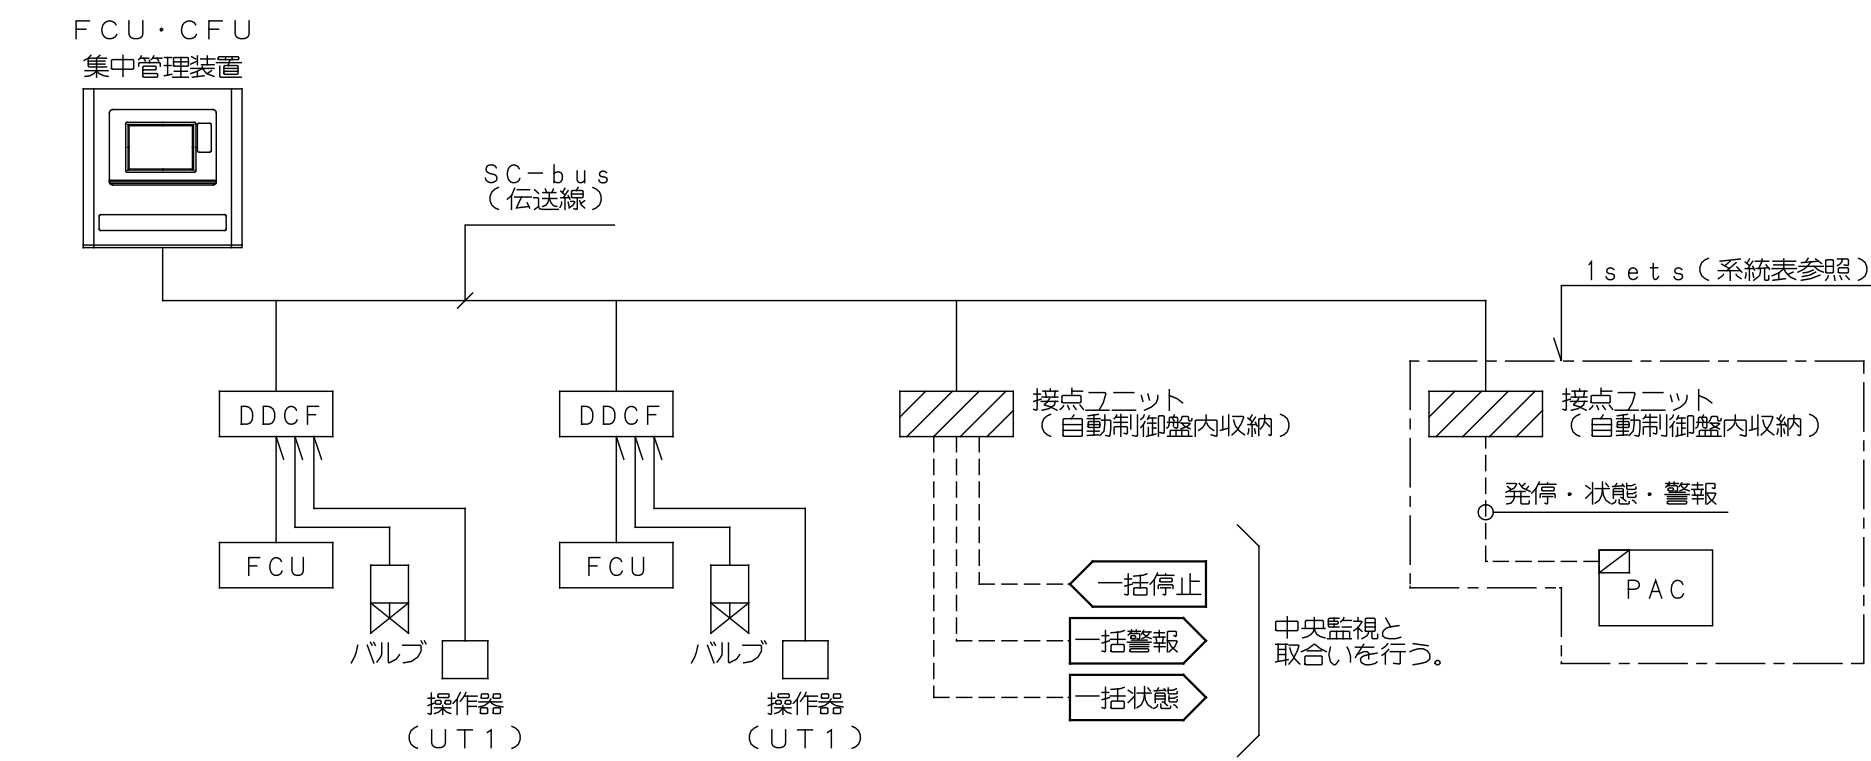 ＦＣＵ・ＣＦＵ
集中管理装置
ＳＣ－ｂｕｓ
（伝送線）
１ｓｅｔｓ（系統表参照）
ＤＤＣＦ
ＤＤＣＦ
接点ユニット
（自動制御盤内収納）
接点ユニット
（自動制御盤内収納）
発停・状態・警報
ＦＣＵ
ＦＣＵ
一括停止
ＰＡＣ
一括警報
中央監視と
取合いを行う。
バルブ
バルブ
一括状態
操作器
（ＵＴ１）
操作器
（ＵＴ１）